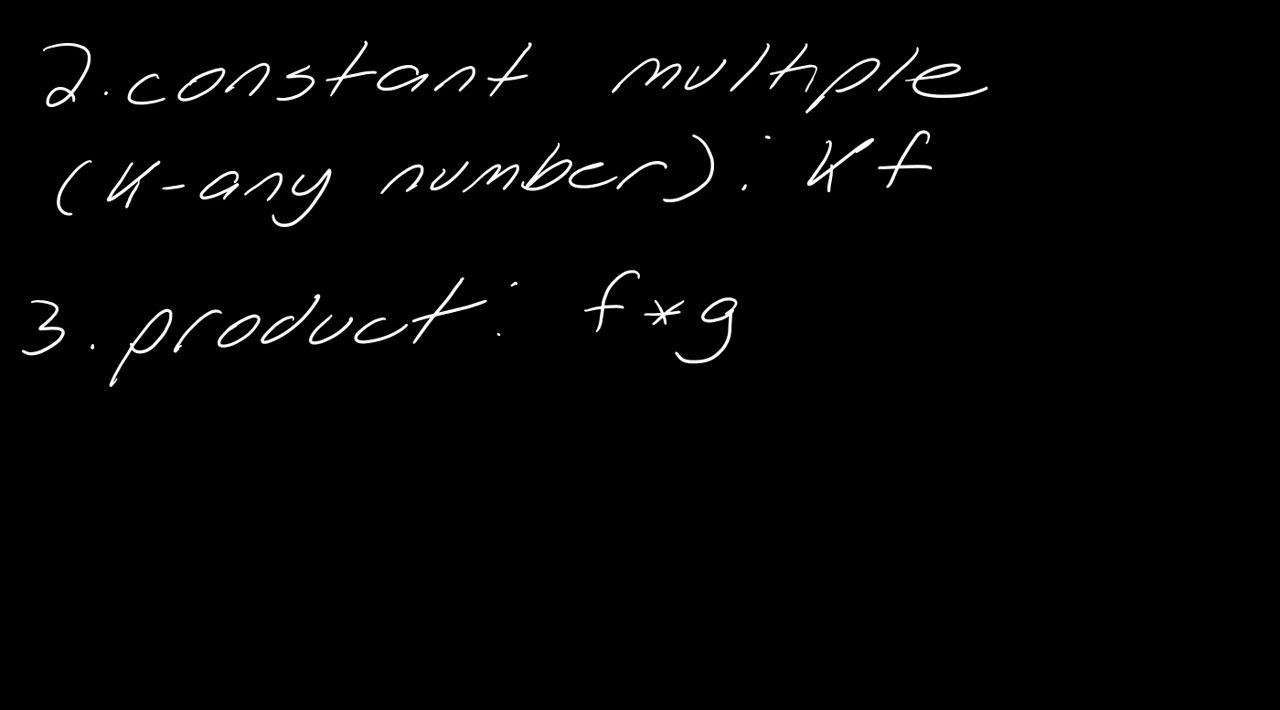 2. constant multiple
(K-any number): Kf
3. product: f*g